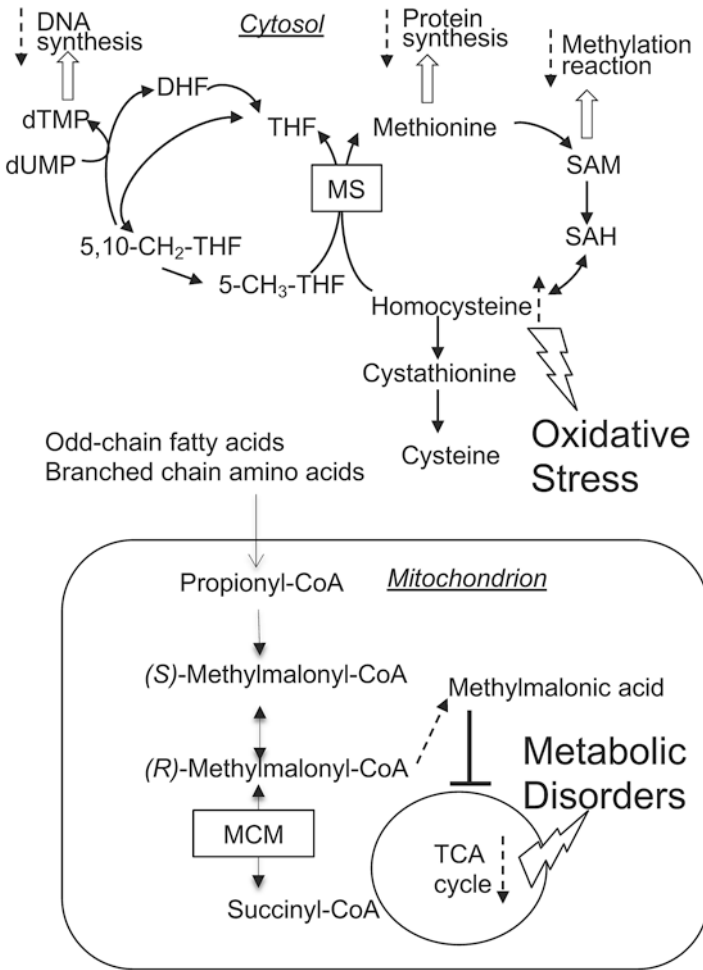 DNA
synthesis
Cytosol
Protein
synthesis
Methylation
reaction
DHF
dTMP
THF
Methionine
dUMP
MS
SAM
5,10-CH₂-THF
SAH
5-CH₃-THF
Homocysteine
Cystathionine
Oxidative
Stress
Cysteine
Odd-chain fatty acids
Branched chain amino acids
Propionyl-CoA
Mitochondrion
(S)-Methylmalonyl-CoA
Methylmalonic acid
(R)-Methylmalonyl-CoA
Metabolic
Disorders
MCM
TCA
cycle
Succinyl-CoA